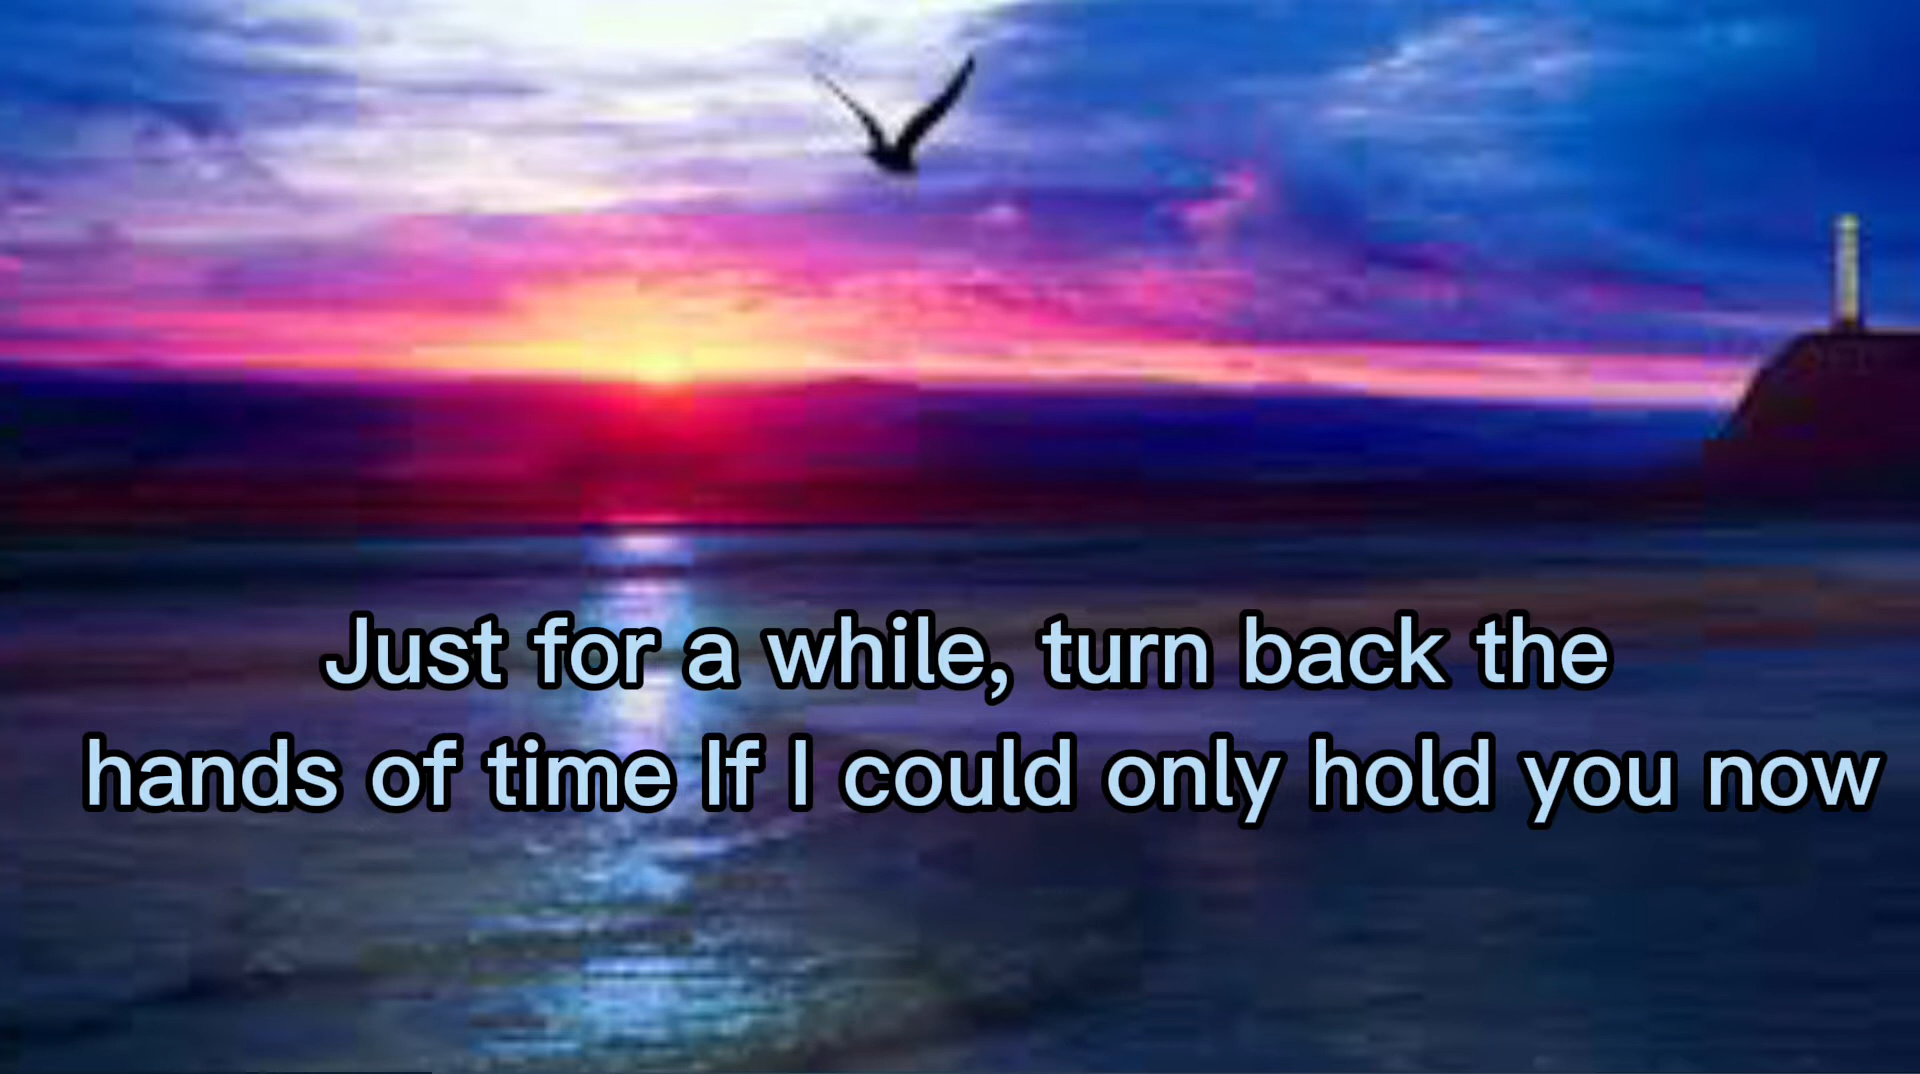 Just for a while, turn back the
hands of time If I could only hold you now